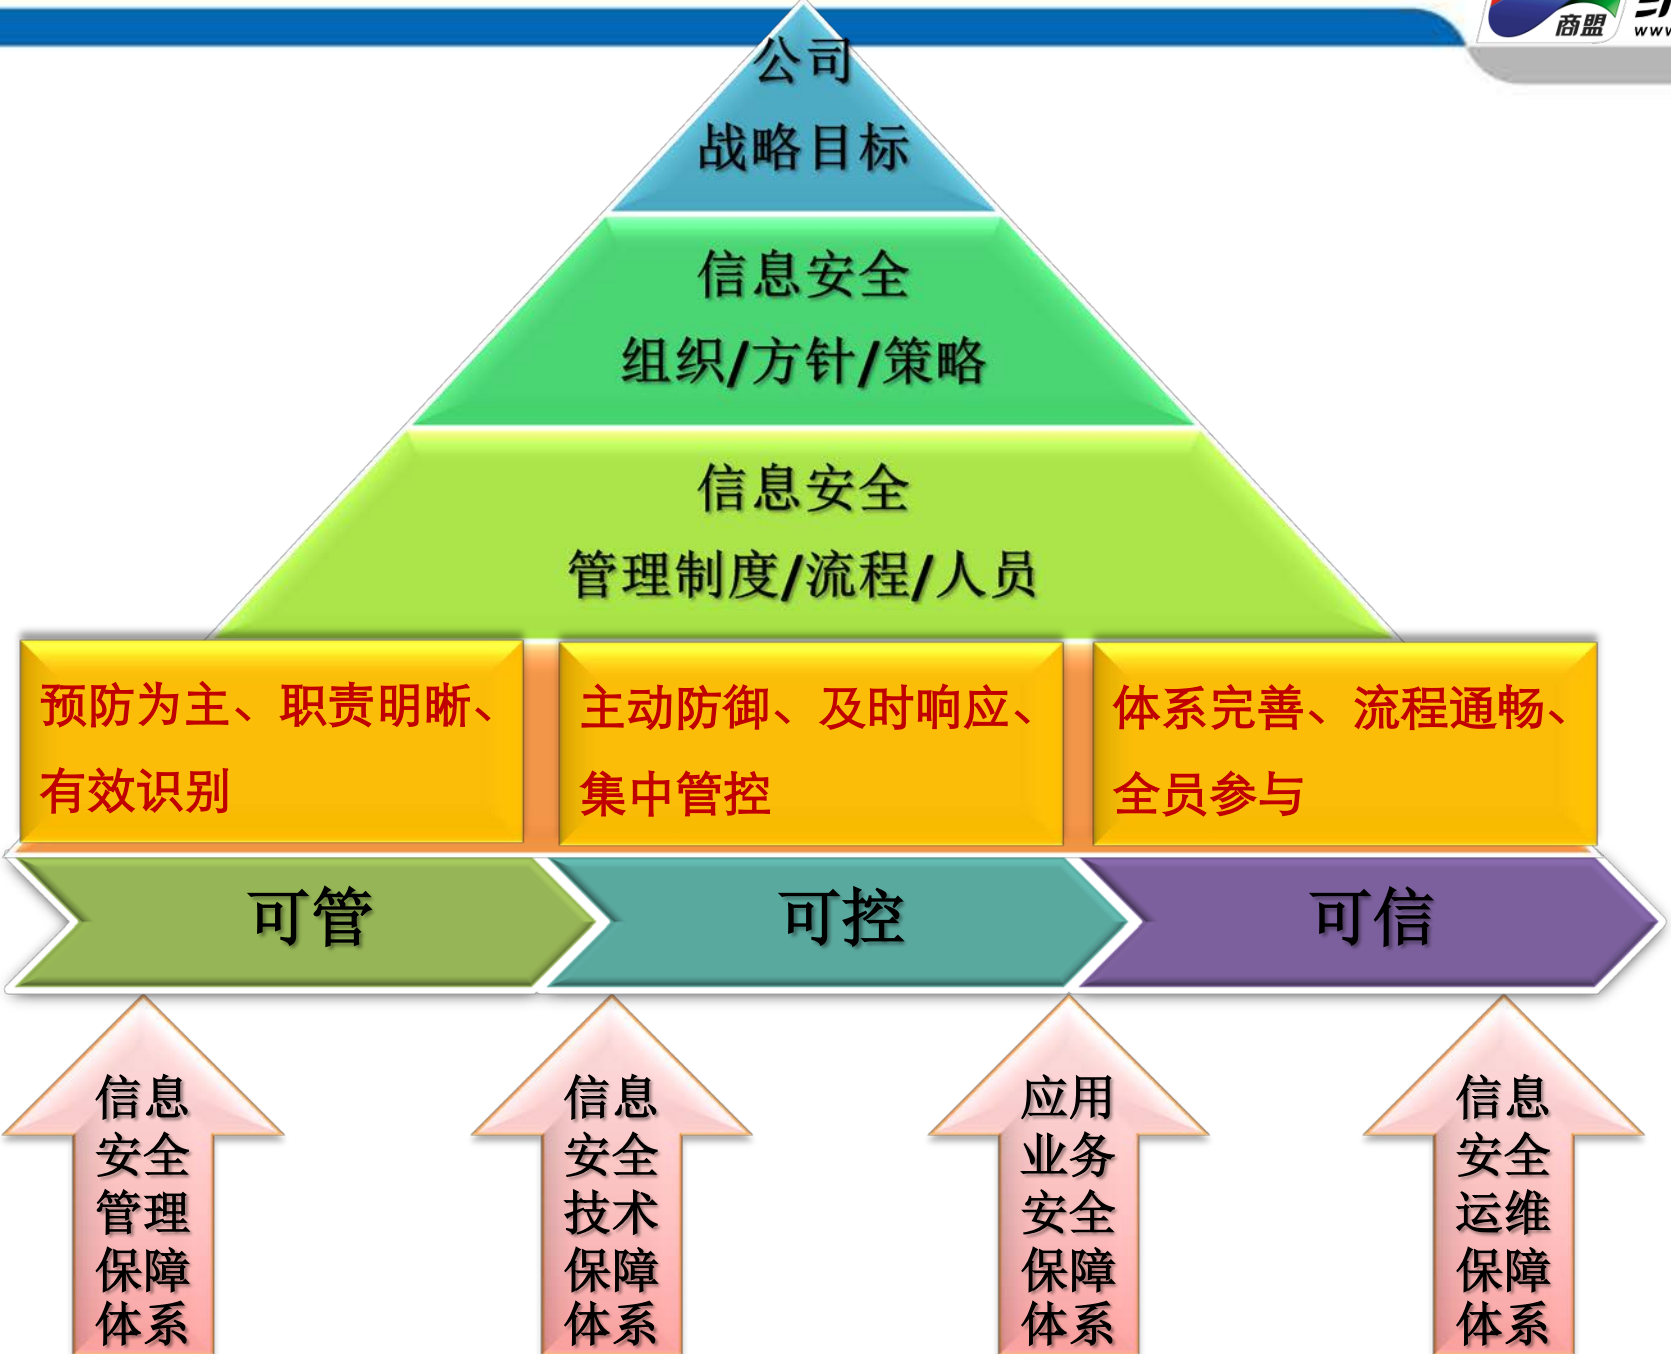 商盟
www
公司
战略目标
信息安全
组织/方针/策略
信息安全
管理制度/流程/人员
预防为主、职责明晰、
有效识别
主动防御、及时响应、
集中管控
体系完善、流程通畅、
全员参与
可管
可控
可信
信息
安全
管理
保障
体系
信息
安全
技术
保障
体系
应用
业务
安全
保障
体系
信息
安全
运维
保障
体系